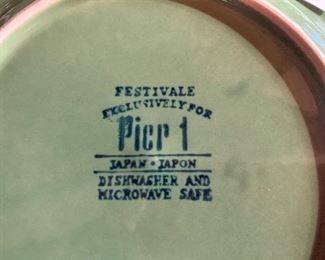 FESTIVALE
EXCLUSIVELY FOR
Pier 1
JAPAN • JAPON
DISHWASHER AND
MICROWAVE SAFE